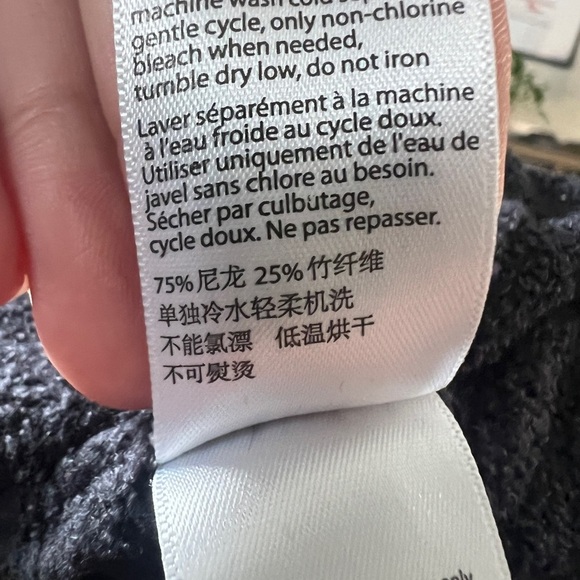 machine wash cold
gentle cycle, only non-chlorine
bleach when needed,
tumble dry low, do not iron
Laver séparément à la machine
à l'eau froide au cycle doux.
Utiliser uniquement de l'eau de
javel sans chlore au besoin.
Sécher par culbutage,
cycle doux. Ne pas repasser.
75%尼龙 25%竹纤维
单独冷水轻柔机洗
不能氯漂 低温烘干
不可熨烫